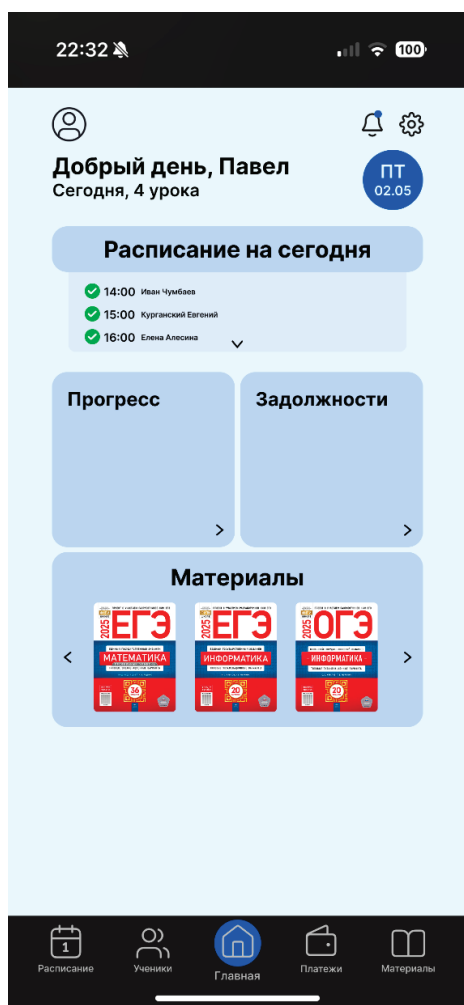 22:32
100
Добрый день, Павел
Сегодня, 4 урока
ПТ
02.05
Расписание на сегодня
14:00 Иван Чумбаев
15:00 Курганский Евгений
16:00 Елена Алесина
Прогресс
Задолжности
Материалы
2025
ЕГЭ
МАТЕМАТИКА
36
2025
ЕГЭ
ИНФОРМАТИКА
20
2025
ОГЭ
ИНФОРМАТИКА
20
1
Расписание
Ученики
Главная
Платежи
Материалы